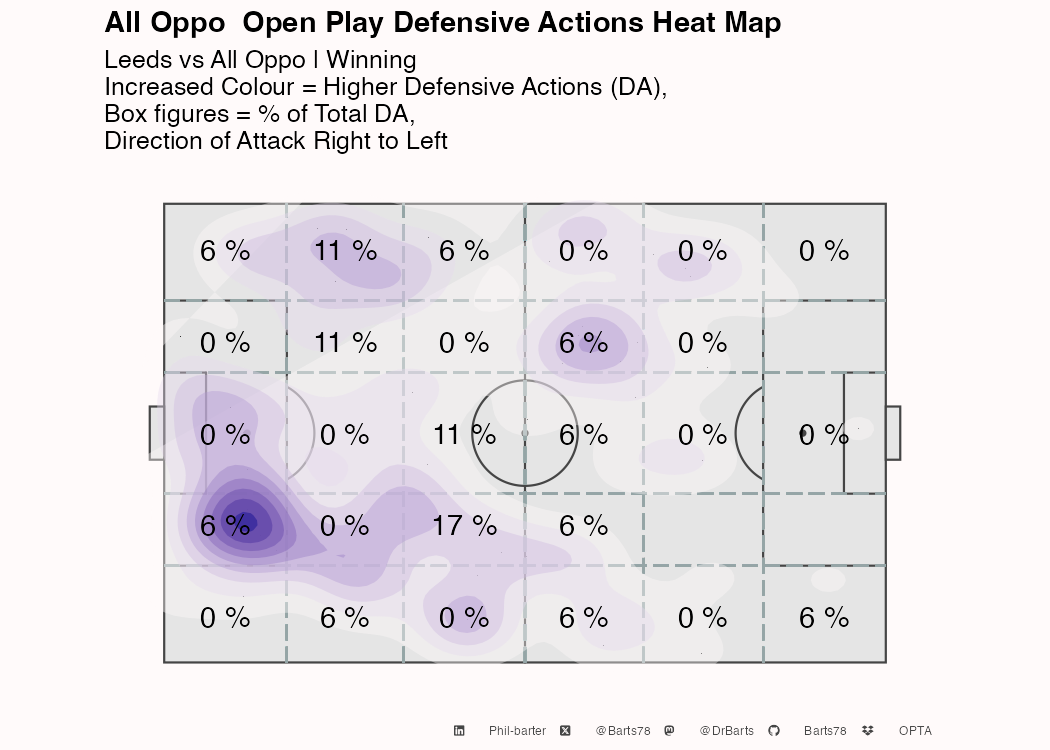 All Oppo  Open Play Defensive Actions Heat Map
Leeds vs All Oppo | Winning
Increased Colour = Higher Defensive Actions (DA),
Box figures = % of Total DA,
Direction of Attack Right to Left
6 % 11 % 6 % 0 % 0 % 0 %
0 % 11 % 0 % 6 % 0 %
0 % 0 % 11 % 6 % 0 % 0 %
6 % 0 % 17 % 6 %
0 % 6 % 0 % 6 % 0 % 6 %
Phil-barter @Barts78 @DrBarts Barts78 OPTA